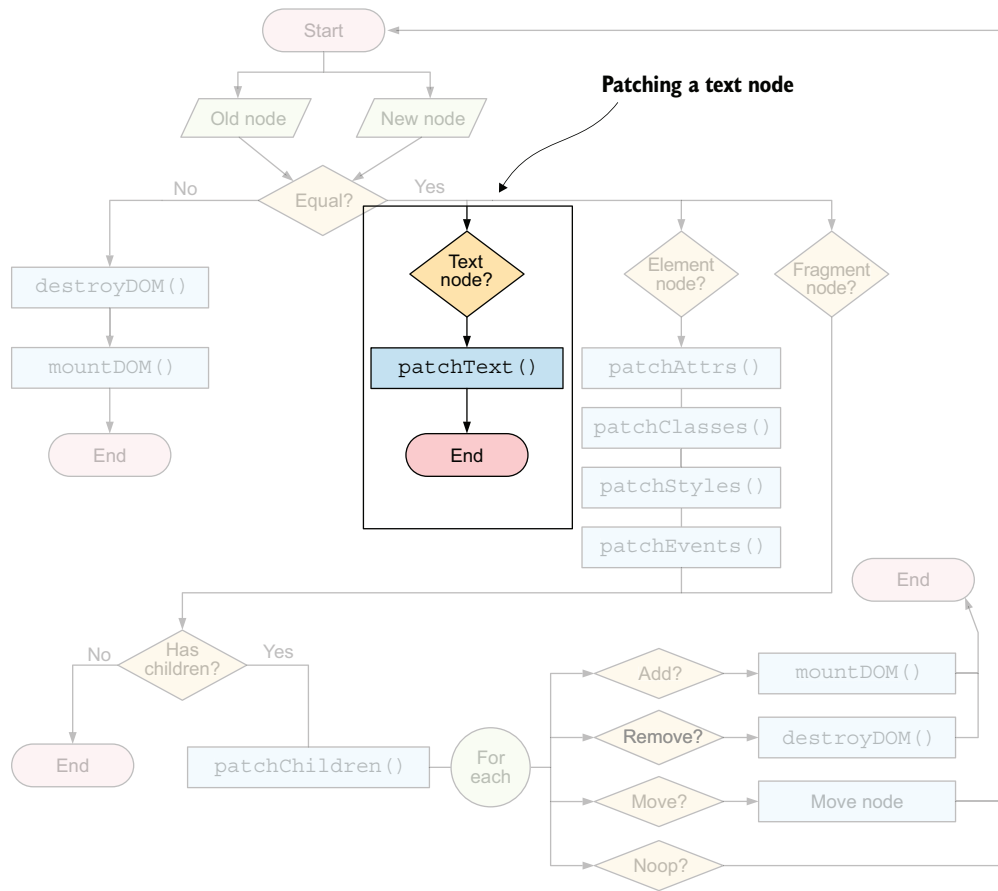 Start
Patching a text node
Old node
New node
No
Yes
Equal?
Text
node?
Element
node?
Fragment
node?
destroyDOM()
mountDOM()
End
patchText()
End
patchAttrs()
patchClasses()
patchStyles()
patchEvents()
End
Has
children?
No
Yes
End
patchChildren()
For
each
Add?
mountDOM()
Remove?
destroyDOM()
Move?
Move node
Noop?